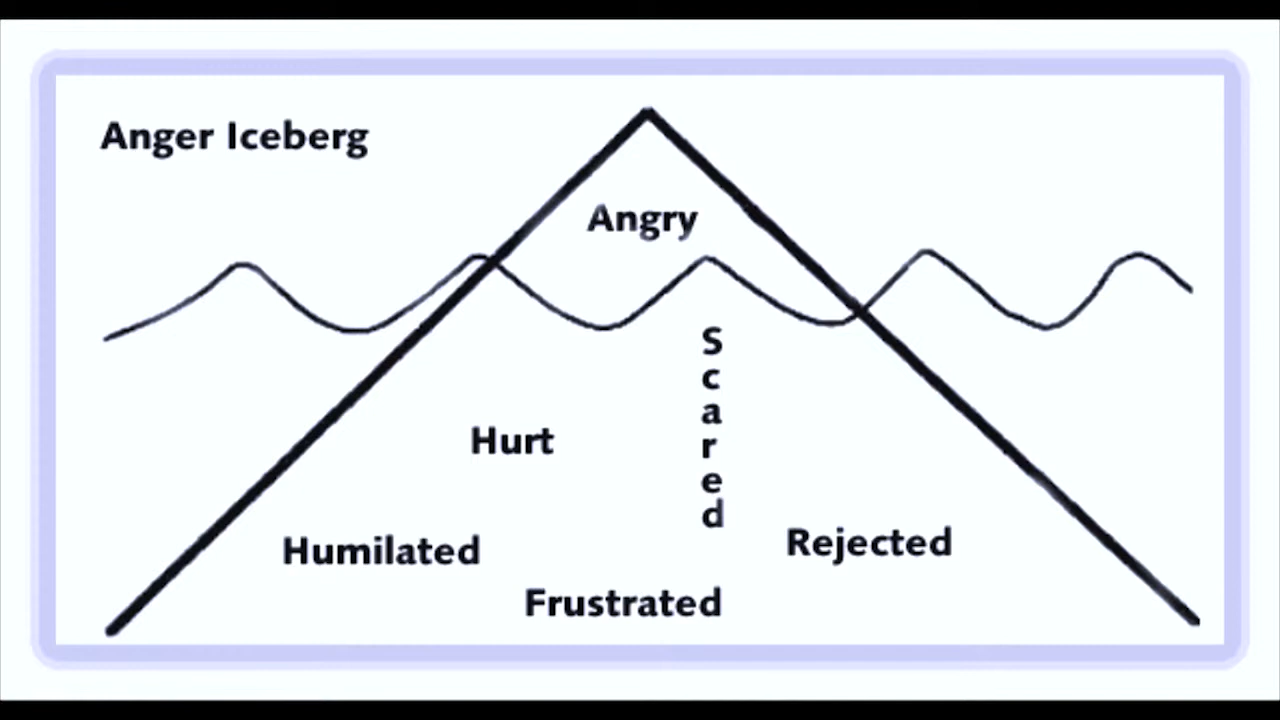 Anger Iceberg
Angry
Scared
Hurt
Rejected
Humilated
Frustrated